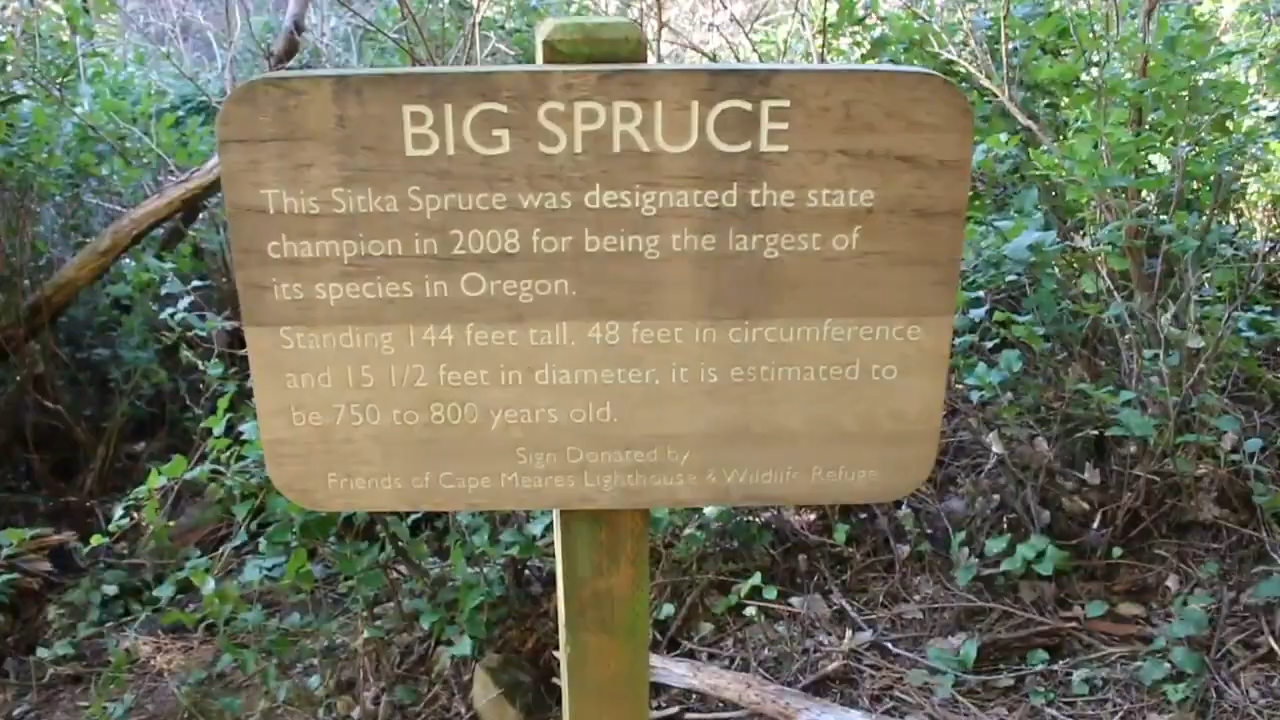 BIG SPRUCE
This Sitka Spruce was designated the state
champion in 2008 for being the largest of
its species in Oregon.
Standing 144 feet tall, 48 feet in circumference
and 15 1/2 feet in diameter, it is estimated to
be 750 to 800 years old.
Sign Donated by
Friends of Cape Meares Lighthouse & Wildlife Refuge